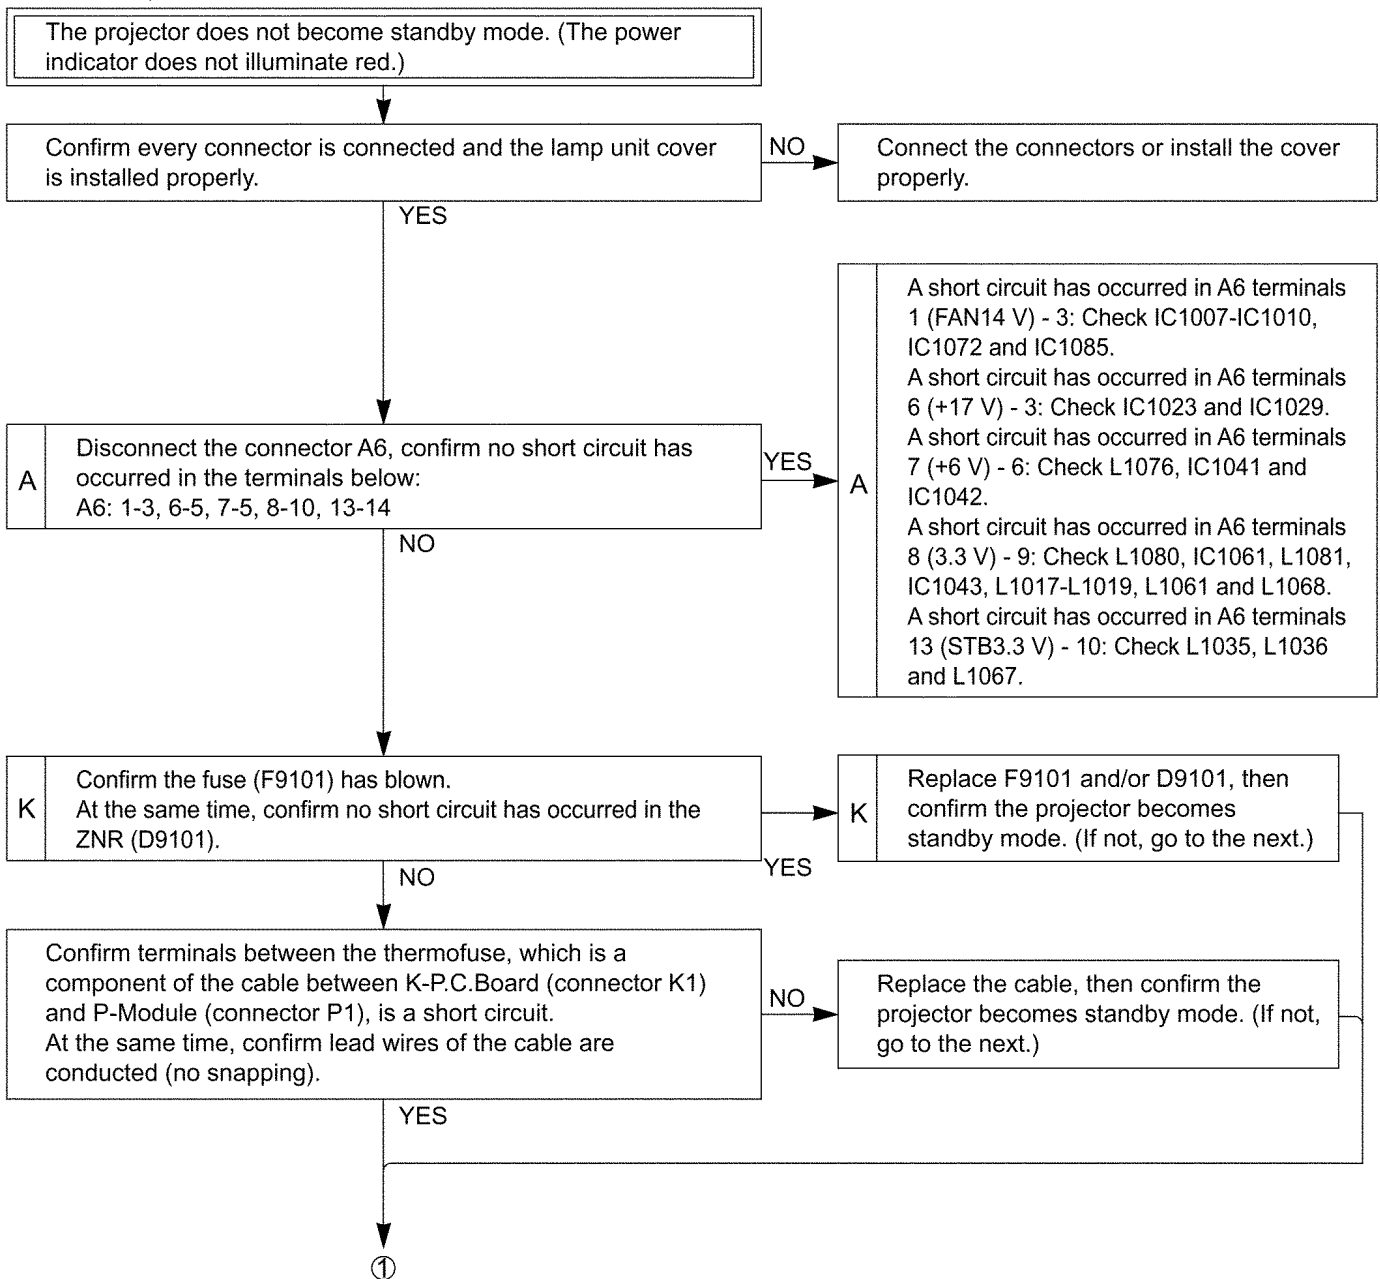 The projector does not become standby mode. (The power
indicator does not illuminate red.)
Confirm every connector is connected and the lamp unit cover
is installed properly.
NO
Connect the connectors or install the cover
properly.
YES
A
Disconnect the connector A6, confirm no short circuit has
occurred in the terminals below:
A6: 1-3, 6-5, 7-5, 8-10, 13-14
YES
A
A short circuit has occurred in A6 terminals
1 (FAN14 V) - 3: Check IC1007-IC1010,
IC1072 and IC1085.
A short circuit has occurred in A6 terminals
6 (+17 V) - 3: Check IC1023 and IC1029.
A short circuit has occurred in A6 terminals
7 (+6 V) - 6: Check L1076, IC1041 and
IC1042.
A short circuit has occurred in A6 terminals
8 (3.3 V) - 9: Check L1080, IC1061, L1081,
IC1043, L1017-L1019, L1061 and L1068.
A short circuit has occurred in A6 terminals
13 (STB3.3 V) - 10: Check L1035, L1036
and L1067.
NO
K
Confirm the fuse (F9101) has blown.
At the same time, confirm no short circuit has occurred in the
ZNR (D9101).
YES
K
Replace F9101 and/or D9101, then
confirm the projector becomes
standby mode. (If not, go to the next.)
NO
Confirm terminals between the thermofuse, which is a
component of the cable between K-P.C.Board (connector K1)
and P-Module (connector P1), is a short circuit.
At the same time, confirm lead wires of the cable are
conducted (no snapping).
NO
Replace the cable, then confirm the
projector becomes standby mode. (If not,
go to the next.)
YES
①